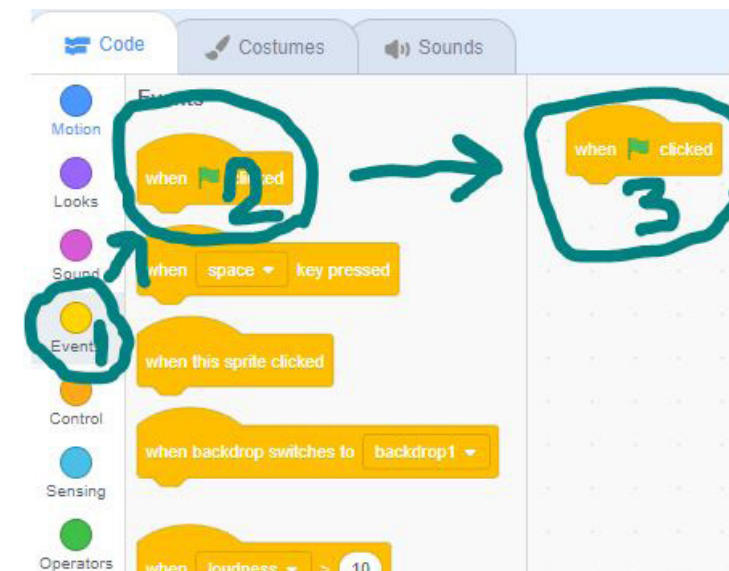 Code Costumes Sounds
Events
Motion
Looks
Sound
Events
Control
Sensing
Operators
when clicked
2
when space key pressed
when this sprite clicked
when backdrop switches to backdrop1
when loudness > 10
1
when clicked
3